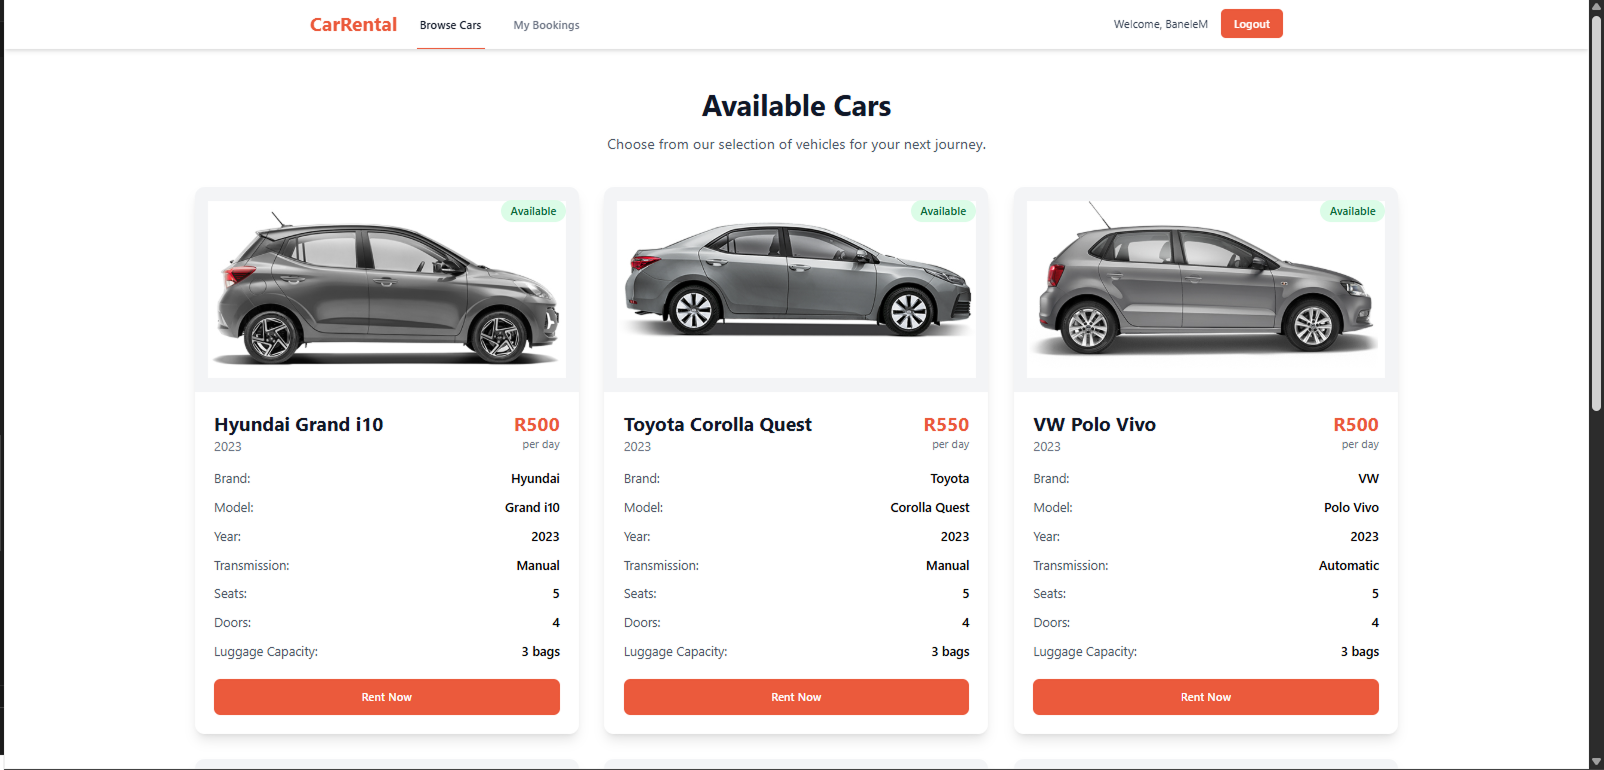 CarRental Browse Cars My Bookings Welcome, BaneleM Logout
Available Cars
Choose from our selection of vehicles for your next journey.
Available
Hyundai Grand i10 R500
2023 per day
Brand: Hyundai
Model: Grand i10
Year: 2023
Transmission: Manual
Seats: 5
Doors: 4
Luggage Capacity: 3 bags
Rent Now
Available
Toyota Corolla Quest R550
2023 per day
Brand: Toyota
Model: Corolla Quest
Year: 2023
Transmission: Manual
Seats: 5
Doors: 4
Luggage Capacity: 3 bags
Rent Now
Available
VW Polo Vivo R500
2023 per day
Brand: VW
Model: Polo Vivo
Year: 2023
Transmission: Automatic
Seats: 5
Doors: 4
Luggage Capacity: 3 bags
Rent Now